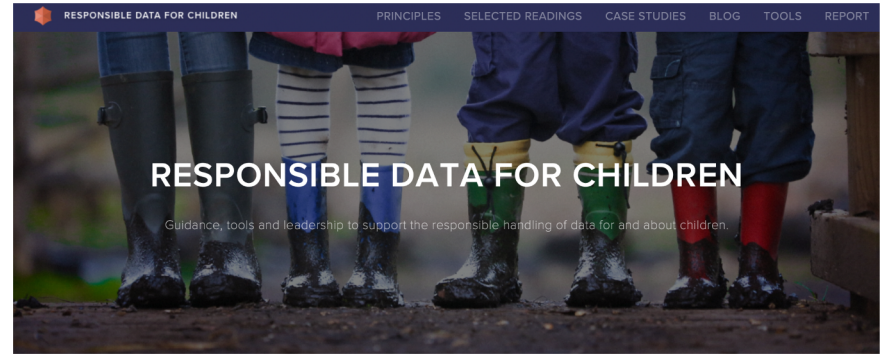 RESPONSIBLE DATA FOR CHILDREN
PRINCIPLES SELECTED READINGS CASE STUDIES BLOG TOOLS REPORT
RESPONSIBLE DATA FOR CHILDREN
Guidance, tools and leadership to support the responsible handling of data for and about children.